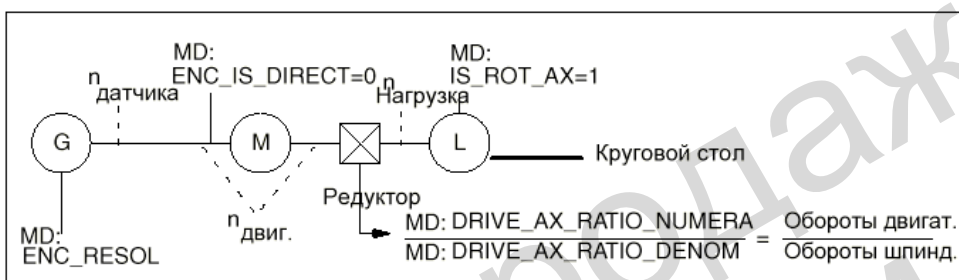 MD:
ENC_IS_DIRECT=0
MD:
IS_ROT_AX=1
n
датчика
n
Нагрузка
G
M
L
Круговой стол
Редуктор
n
двиг.
MD:
ENC_RESOL
MD: DRIVE_AX_RATIO_NUMERA
MD: DRIVE_AX_RATIO_DENOM
=
Обороты двигат.
Обороты шпинд.